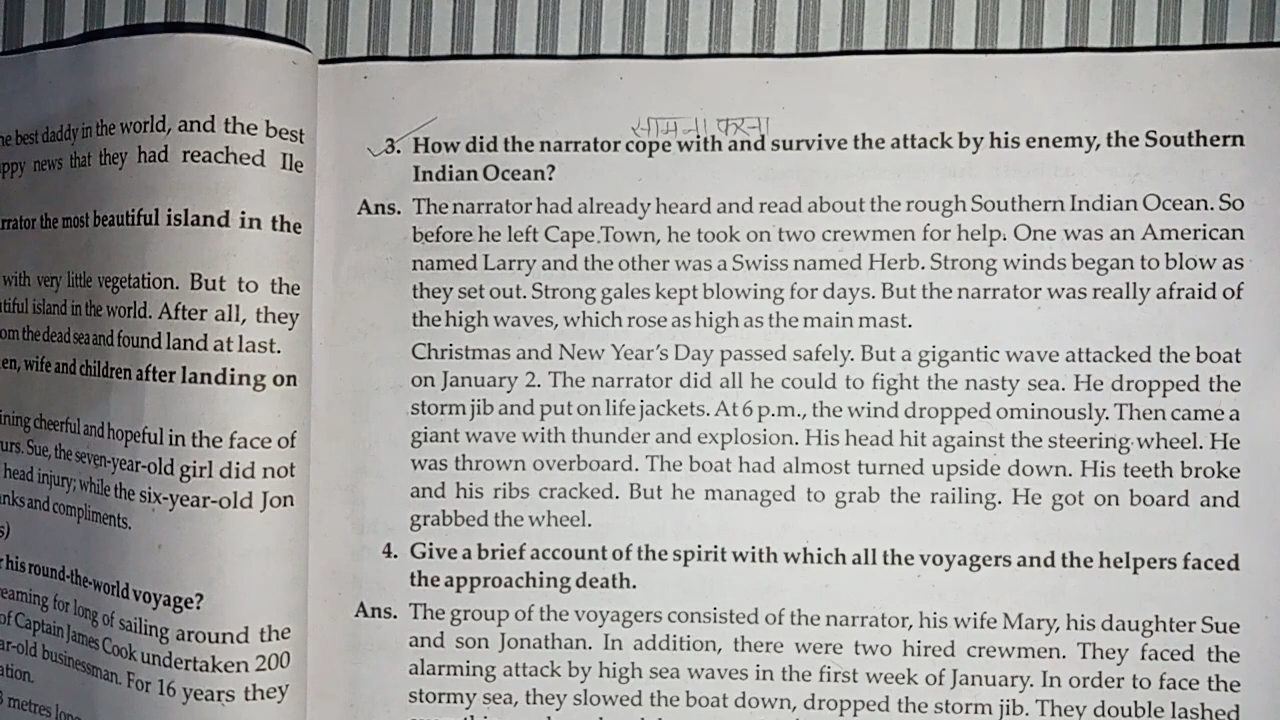 he best daddy in the world, and the best
ppy news that they had reached Ile
rrator the most beautiful island in the
with very little vegetation. But to the
tiful island in the world. After all, they
om the dead sea and found land at last.
en, wife and children after landing on
ining cheerful and hopeful in the face of
urs. Sue, the seven-year-old girl did not
head injury; while the six-year-old Jon
anks and compliments.
s)
r his round-the-world voyage?
eaming for long of sailing around the
of Captain James Cook undertaken 200
ar-old businessman. For 16 years they
ation.
3 metres long
सामना करना
3. How did the narrator cope with and survive the attack by his enemy, the Southern
Indian Ocean?
Ans. The narrator had already heard and read about the rough Southern Indian Ocean. So
before he left Cape Town, he took on two crewmen for help. One was an American
named Larry and the other was a Swiss named Herb. Strong winds began to blow as
they set out. Strong gales kept blowing for days. But the narrator was really afraid of
the high waves, which rose as high as the main mast.
Christmas and New Year's Day passed safely. But a gigantic wave attacked the boat
on January 2. The narrator did all he could to fight the nasty sea. He dropped the
storm jib and put on life jackets. At 6 p.m., the wind dropped ominously. Then came a
giant wave with thunder and explosion. His head hit against the steering wheel. He
was thrown overboard. The boat had almost turned upside down. His teeth broke
and his ribs cracked. But he managed to grab the railing. He got on board and
grabbed the wheel.
4. Give a brief account of the spirit with which all the voyagers and the helpers faced
the approaching death.
Ans. The group of the voyagers consisted of the narrator, his wife Mary, his daughter Sue
and son Jonathan. In addition, there were two hired crewmen. They faced the
alarming attack by high sea waves in the first week of January. In order to face the
stormy sea, they slowed the boat down, dropped the storm jib. They double lashed